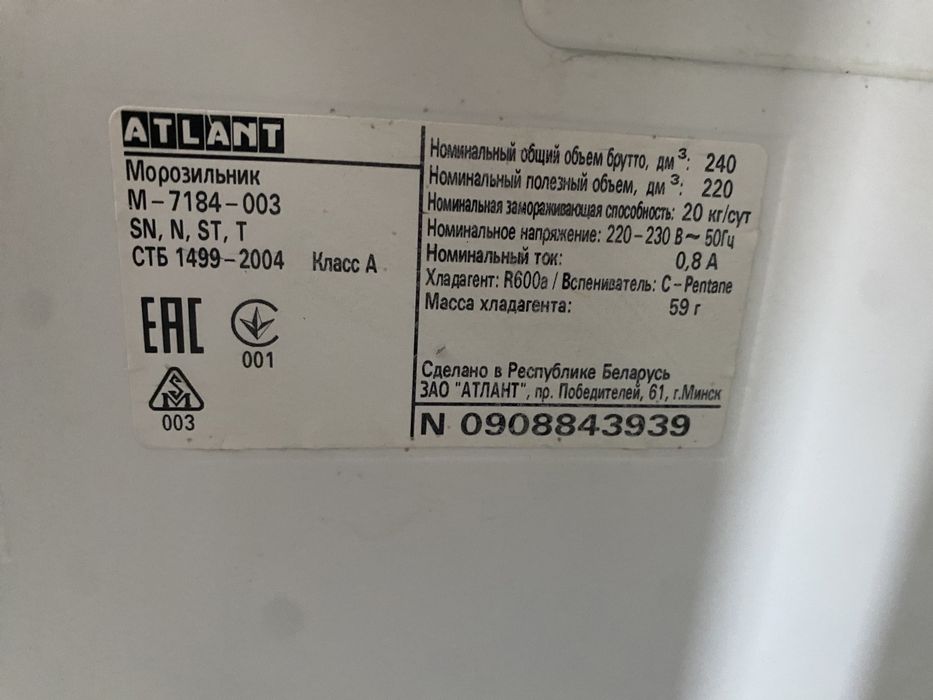 ATLANT
Морозильник
М-7184-003
SN, N, ST, T
СТБ 1499-2004 Класс А
EAC
001
003
Номинальный общий объем брутто, дм³: 240
Номинальный полезный объем, дм³: 220
Номинальная замораживающая способность: 20 кг/сут
Номинальное напряжение: 220-230 В~ 50Гц
Номинальный ток: 0,8 А
Хладагент: R600a / Вспениватель: C-Pentane
Масса хладагента: 59 г
Сделано в Республике Беларусь
ЗАО "АТЛАНТ", пр. Победителей, 61, г.Минск
N 0908843939